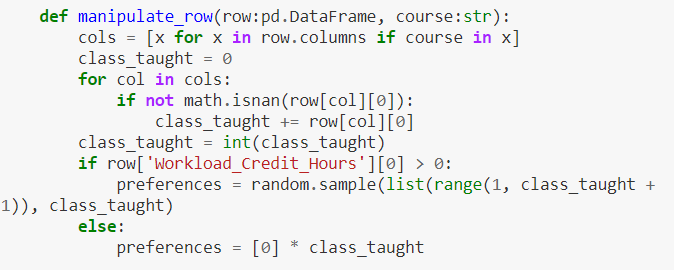 def manipulate_row(row:pd.DataFrame, course:str):
    cols = [x for x in row.columns if course in x]
    class_taught = 0
    for col in cols:
        if not math.isnan(row[col][0]):
            class_taught += row[col][0]
    class_taught = int(class_taught)
    if row['Workload_Credit_Hours'][0] > 0:
        preferences = random.sample(list(range(1, class_taught +
1)), class_taught)
    else:
        preferences = [0] * class_taught